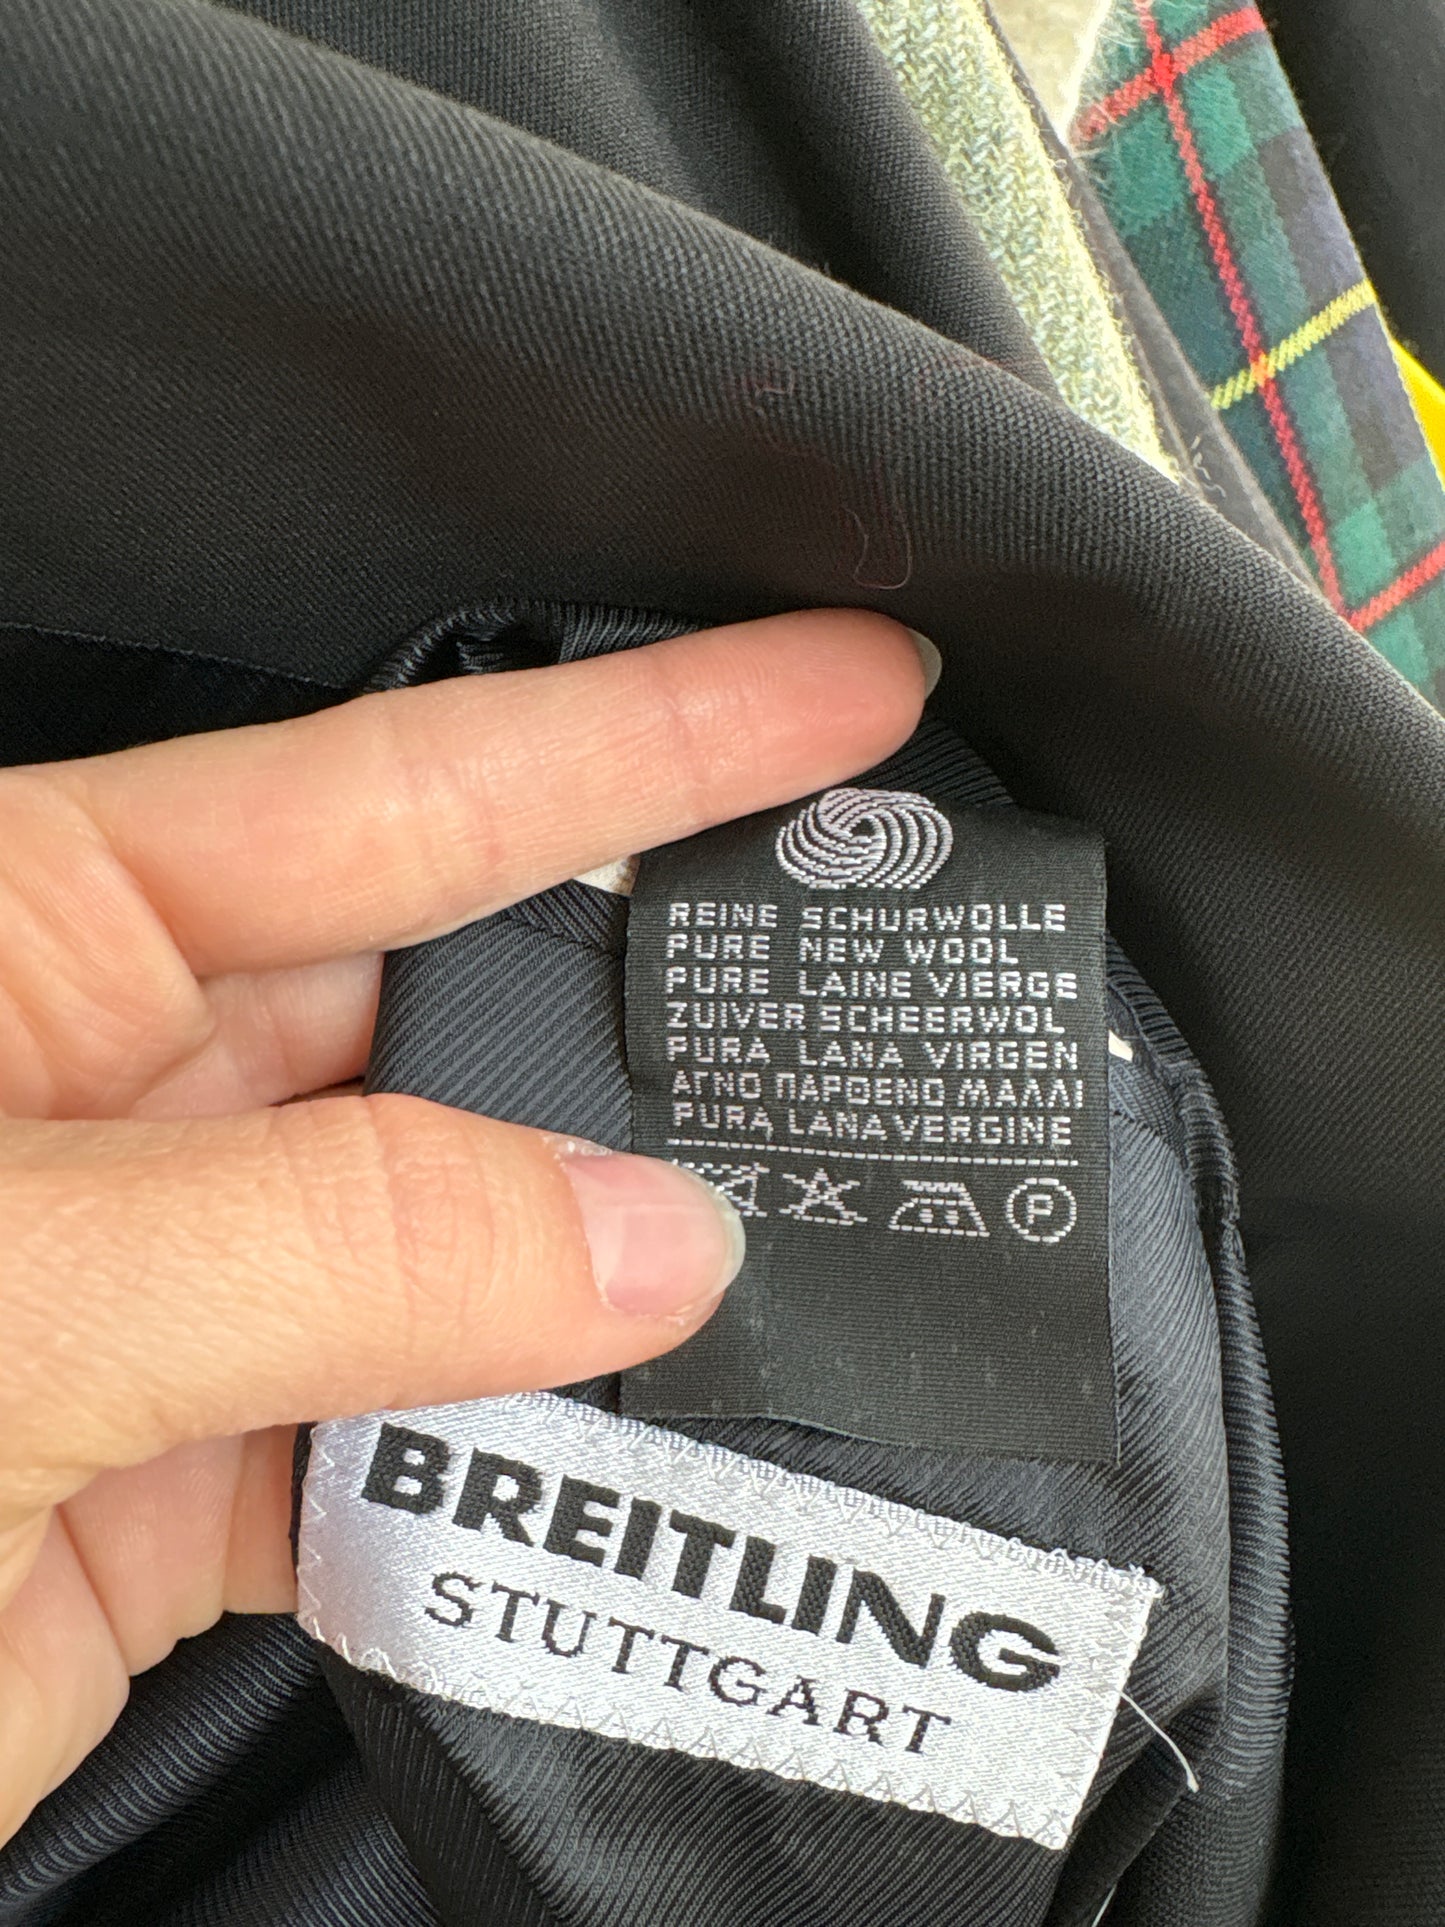 REINE SCHURWOLLE
PURE NEW WOOL
PURE LAINE VIERGE
ZUIVER SCHEERWOL
PURA LANA VIRGEN
ΑΓΝΟ ΠΑΡΘΕΝΟ ΜΑΛΛΙ
PURA LANA VERGINE
P
BREITLING
STUTTGART